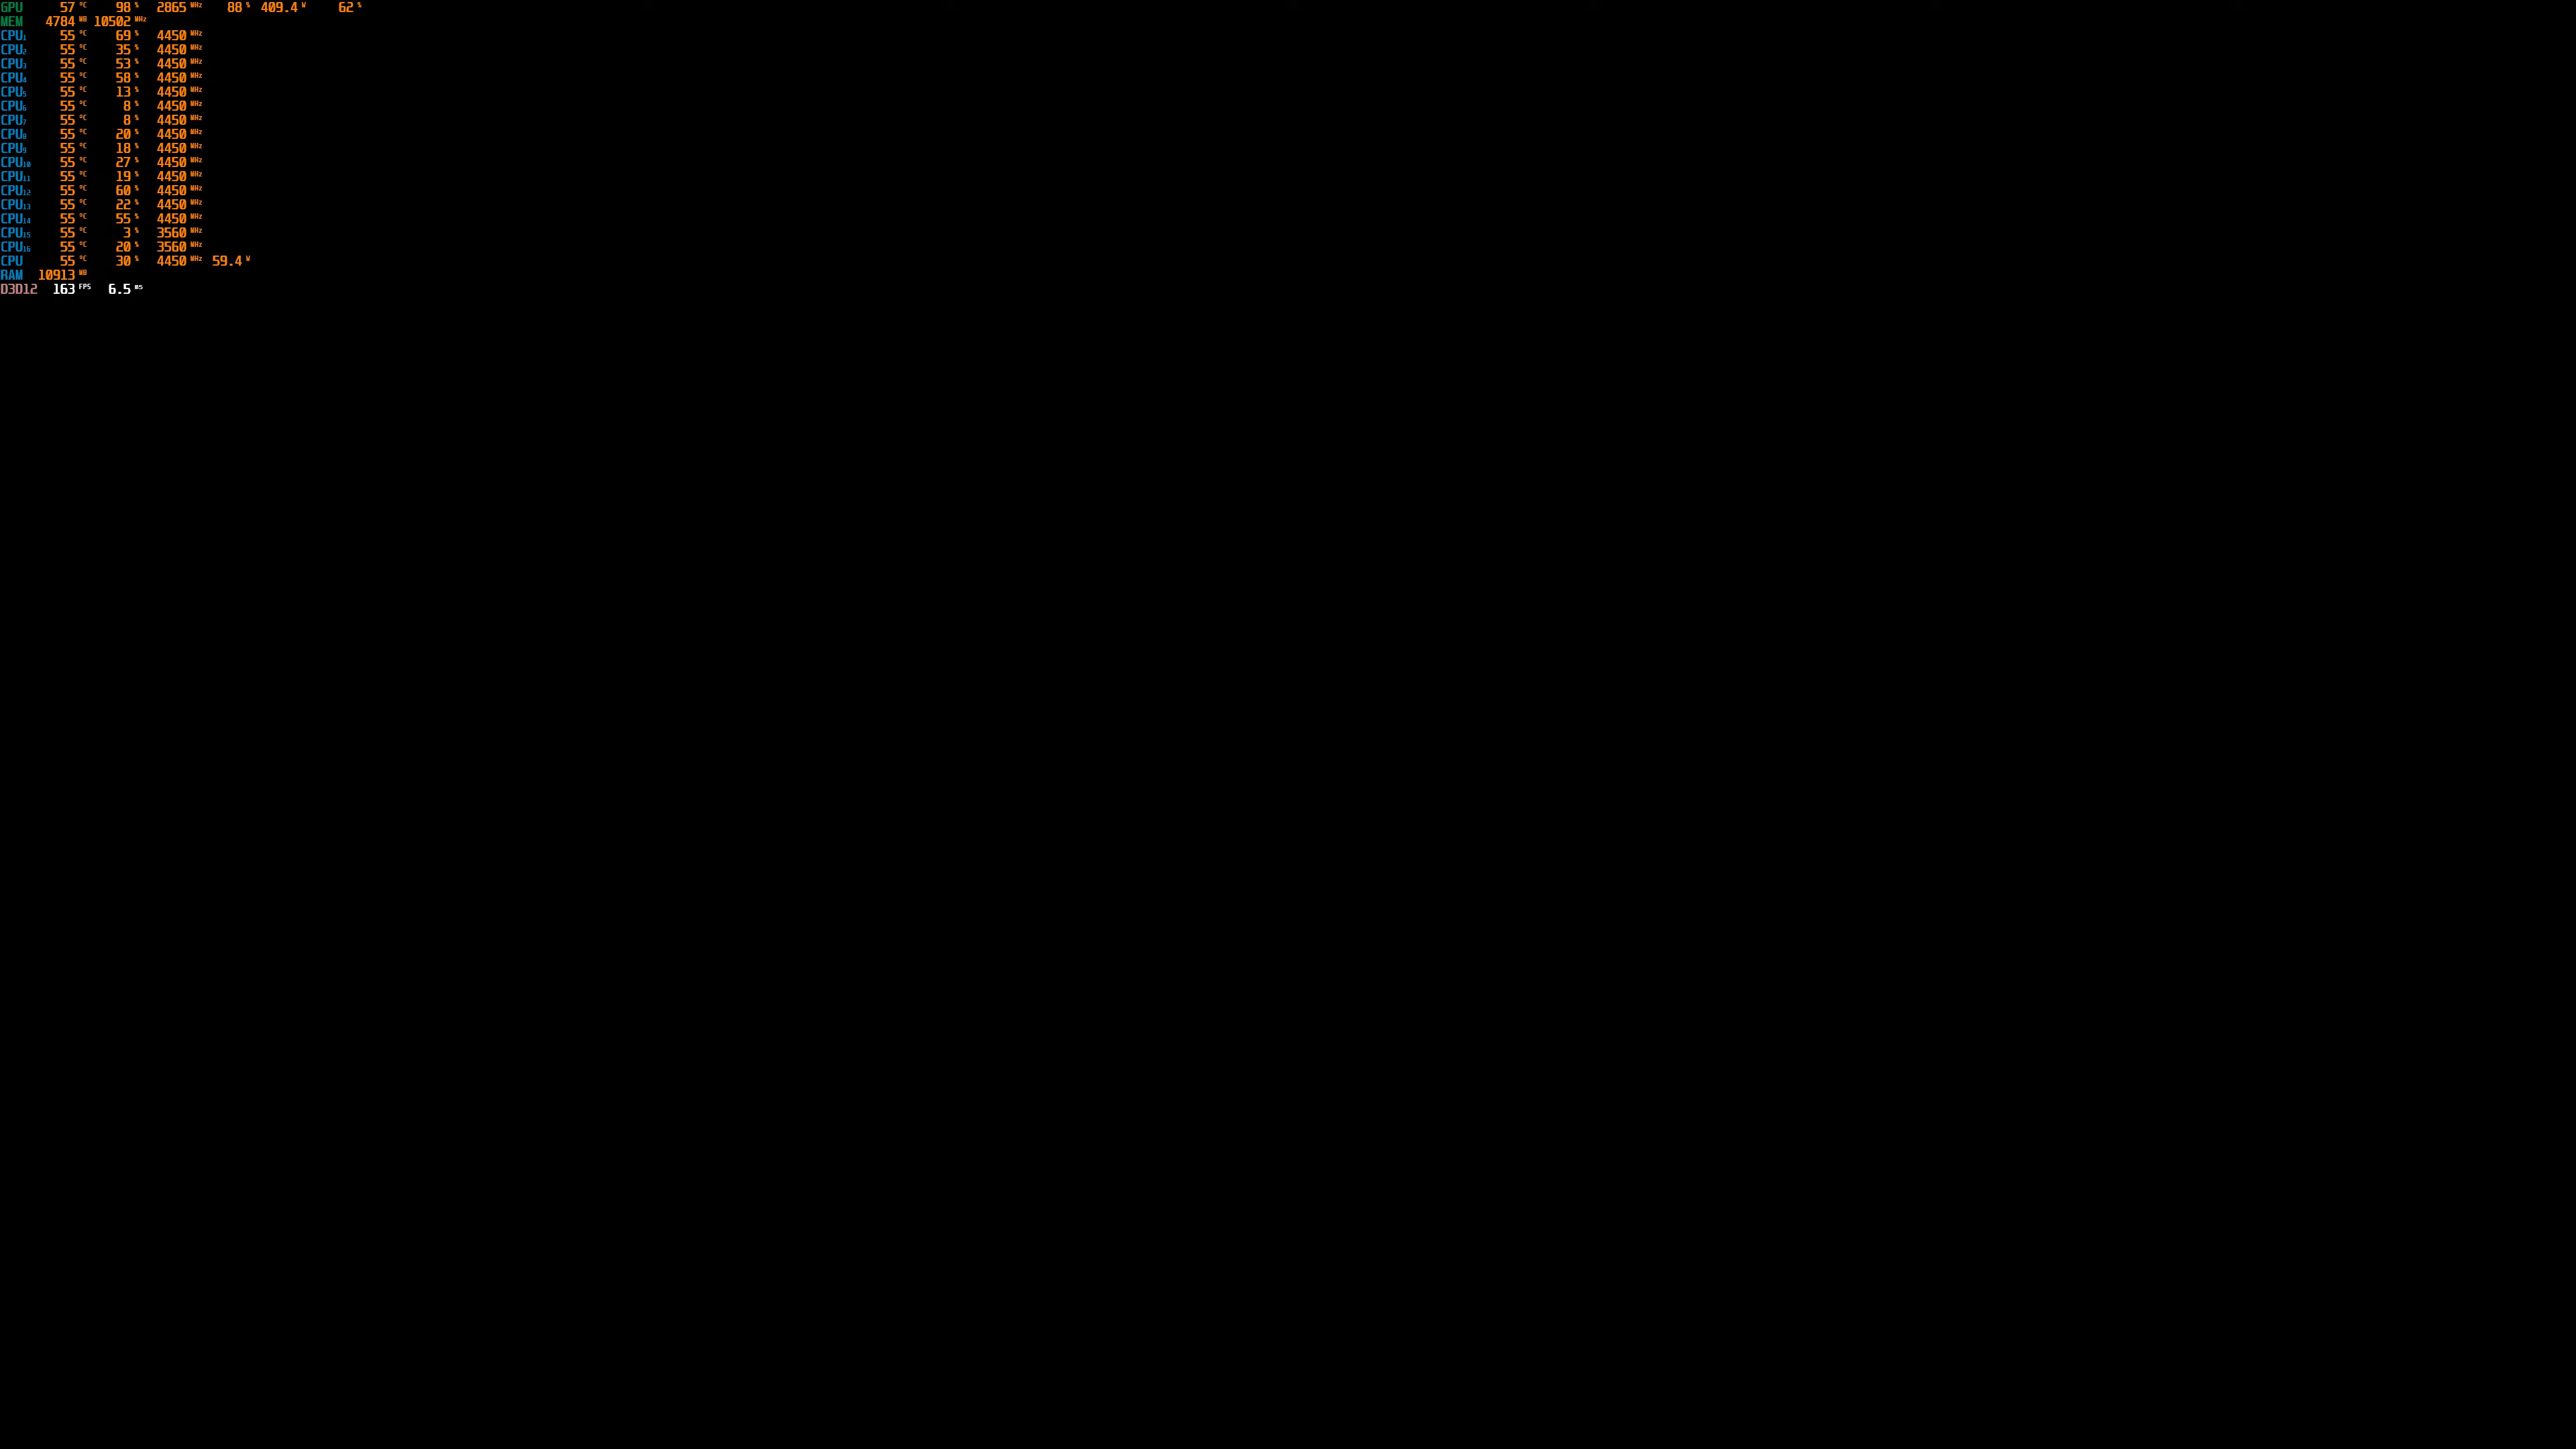 GPU 57 °C 98 % 2865 MHz 88 % 409.4 W 62 %
MEM 4784 MB 10502 MHz
CPU1 55 °C 69 % 4450 MHz
CPU2 55 °C 35 % 4450 MHz
CPU3 55 °C 53 % 4450 MHz
CPU4 55 °C 58 % 4450 MHz
CPU5 55 °C 13 % 4450 MHz
CPU6 55 °C 8 % 4450 MHz
CPU7 55 °C 8 % 4450 MHz
CPU8 55 °C 20 % 4450 MHz
CPU9 55 °C 18 % 4450 MHz
CPU10 55 °C 27 % 4450 MHz
CPU11 55 °C 19 % 4450 MHz
CPU12 55 °C 60 % 4450 MHz
CPU13 55 °C 22 % 4450 MHz
CPU14 55 °C 55 % 4450 MHz
CPU15 55 °C 3 % 3560 MHz
CPU16 55 °C 20 % 3560 MHz
CPU 55 °C 30 % 4450 MHz 59.4 W
RAM 10913 MB
D3D12 163 FPS 6.5 ms